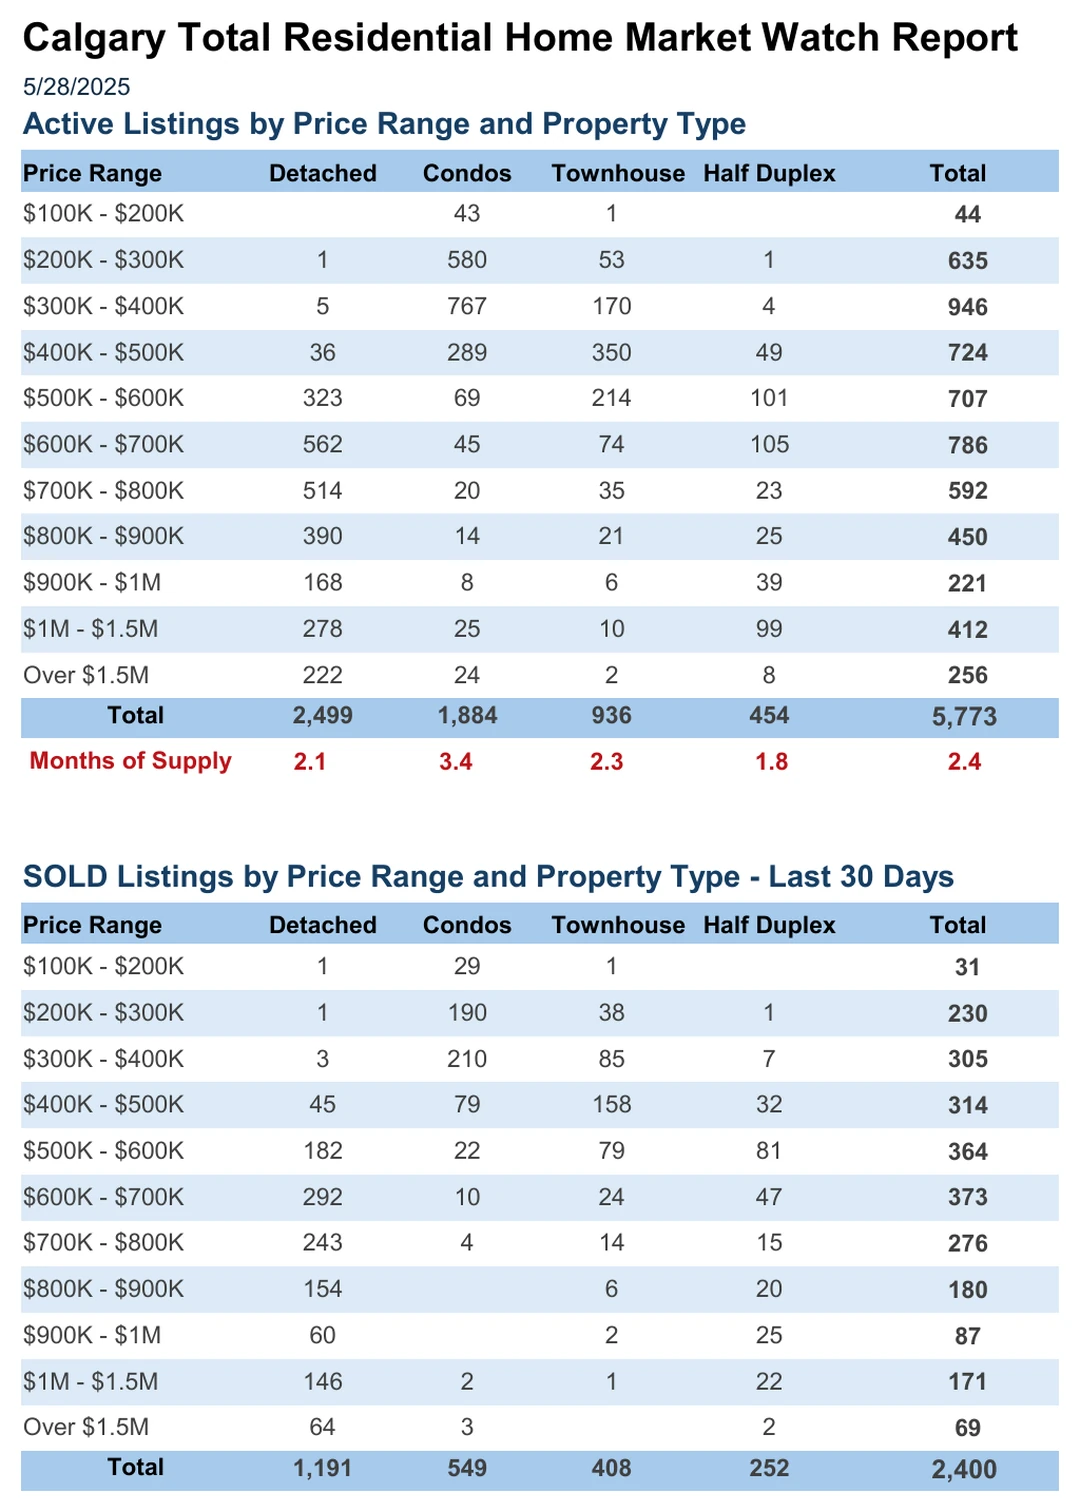 Calgary Total Residential Home Market Watch Report
5/28/2025
Active Listings by Price Range and Property Type
Price Range Detached Condos Townhouse Half Duplex Total
$100K - $200K 43 1 44
$200K - $300K 1 580 53 1 635
$300K - $400K 5 767 170 4 946
$400K - $500K 36 289 350 49 724
$500K - $600K 323 69 214 101 707
$600K - $700K 562 45 74 105 786
$700K - $800K 514 20 35 23 592
$800K - $900K 390 14 21 25 450
$900K - $1M 168 8 6 39 221
$1M - $1.5M 278 25 10 99 412
Over $1.5M 222 24 2 8 256
Total 2,499 1,884 936 454 5,773
Months of Supply 2.1 3.4 2.3 1.8 2.4
SOLD Listings by Price Range and Property Type - Last 30 Days
Price Range Detached Condos Townhouse Half Duplex Total
$100K - $200K 1 29 1 31
$200K - $300K 1 190 38 1 230
$300K - $400K 3 210 85 7 305
$400K - $500K 45 79 158 32 314
$500K - $600K 182 22 79 81 364
$600K - $700K 292 10 24 47 373
$700K - $800K 243 4 14 15 276
$800K - $900K 154 6 20 180
$900K - $1M 60 2 25 87
$1M - $1.5M 146 2 1 22 171
Over $1.5M 64 3 2 69
Total 1,191 549 408 252 2,400